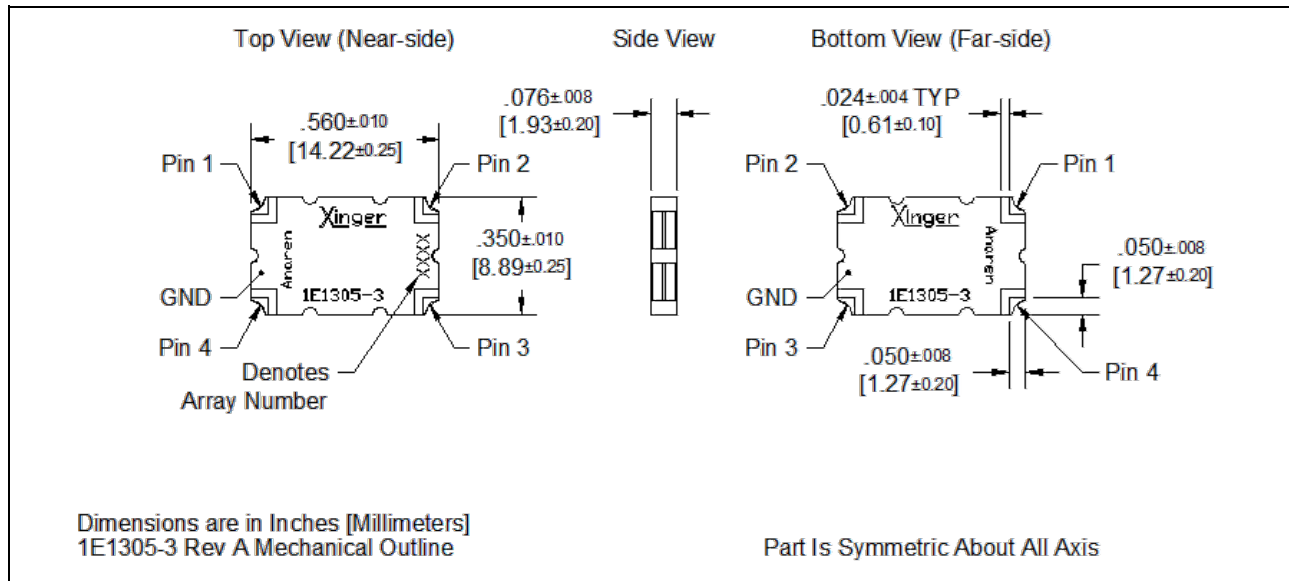 Top View (Near-side)
Side View
Bottom View (Far-side)
.560±.010
[14.22±0.25]
.076±.008
[1.93±0.20]
.024±.004 TYP
[0.61±0.10]
Pin 1
Pin 2
Pin 2
Pin 1
Xinger
Xinger
Anaren
XXXX
.350±.010
[8.89±0.25]
Anaren
.050±.008
[1.27±0.20]
GND
1E1305-3
GND
1E1305-3
Pin 4
Pin 3
Pin 3
Pin 4
Denotes
Array Number
.050±.008
[1.27±0.20]
Dimensions are in Inches [Millimeters]
1E1305-3 Rev A Mechanical Outline
Part Is Symmetric About All Axis